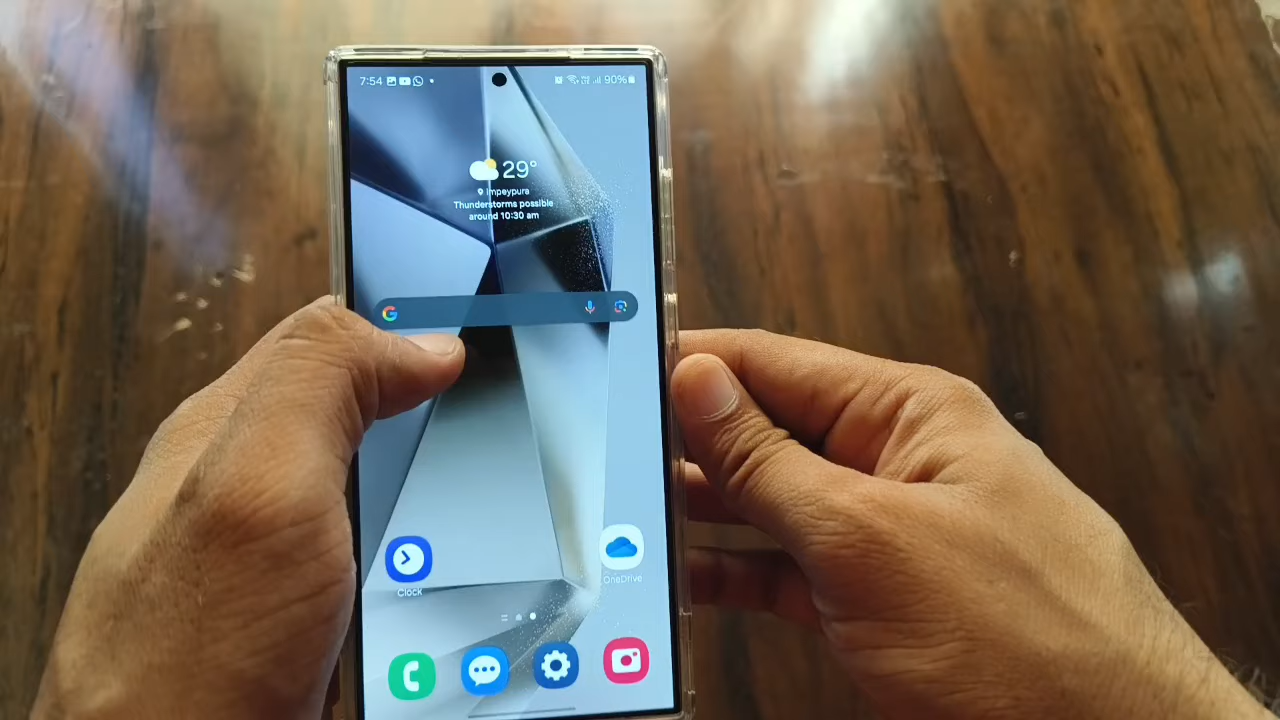 7:54
90%
29°
Impeypura
Thunderstorms possible
around 10:30 am
Clock
OneDrive